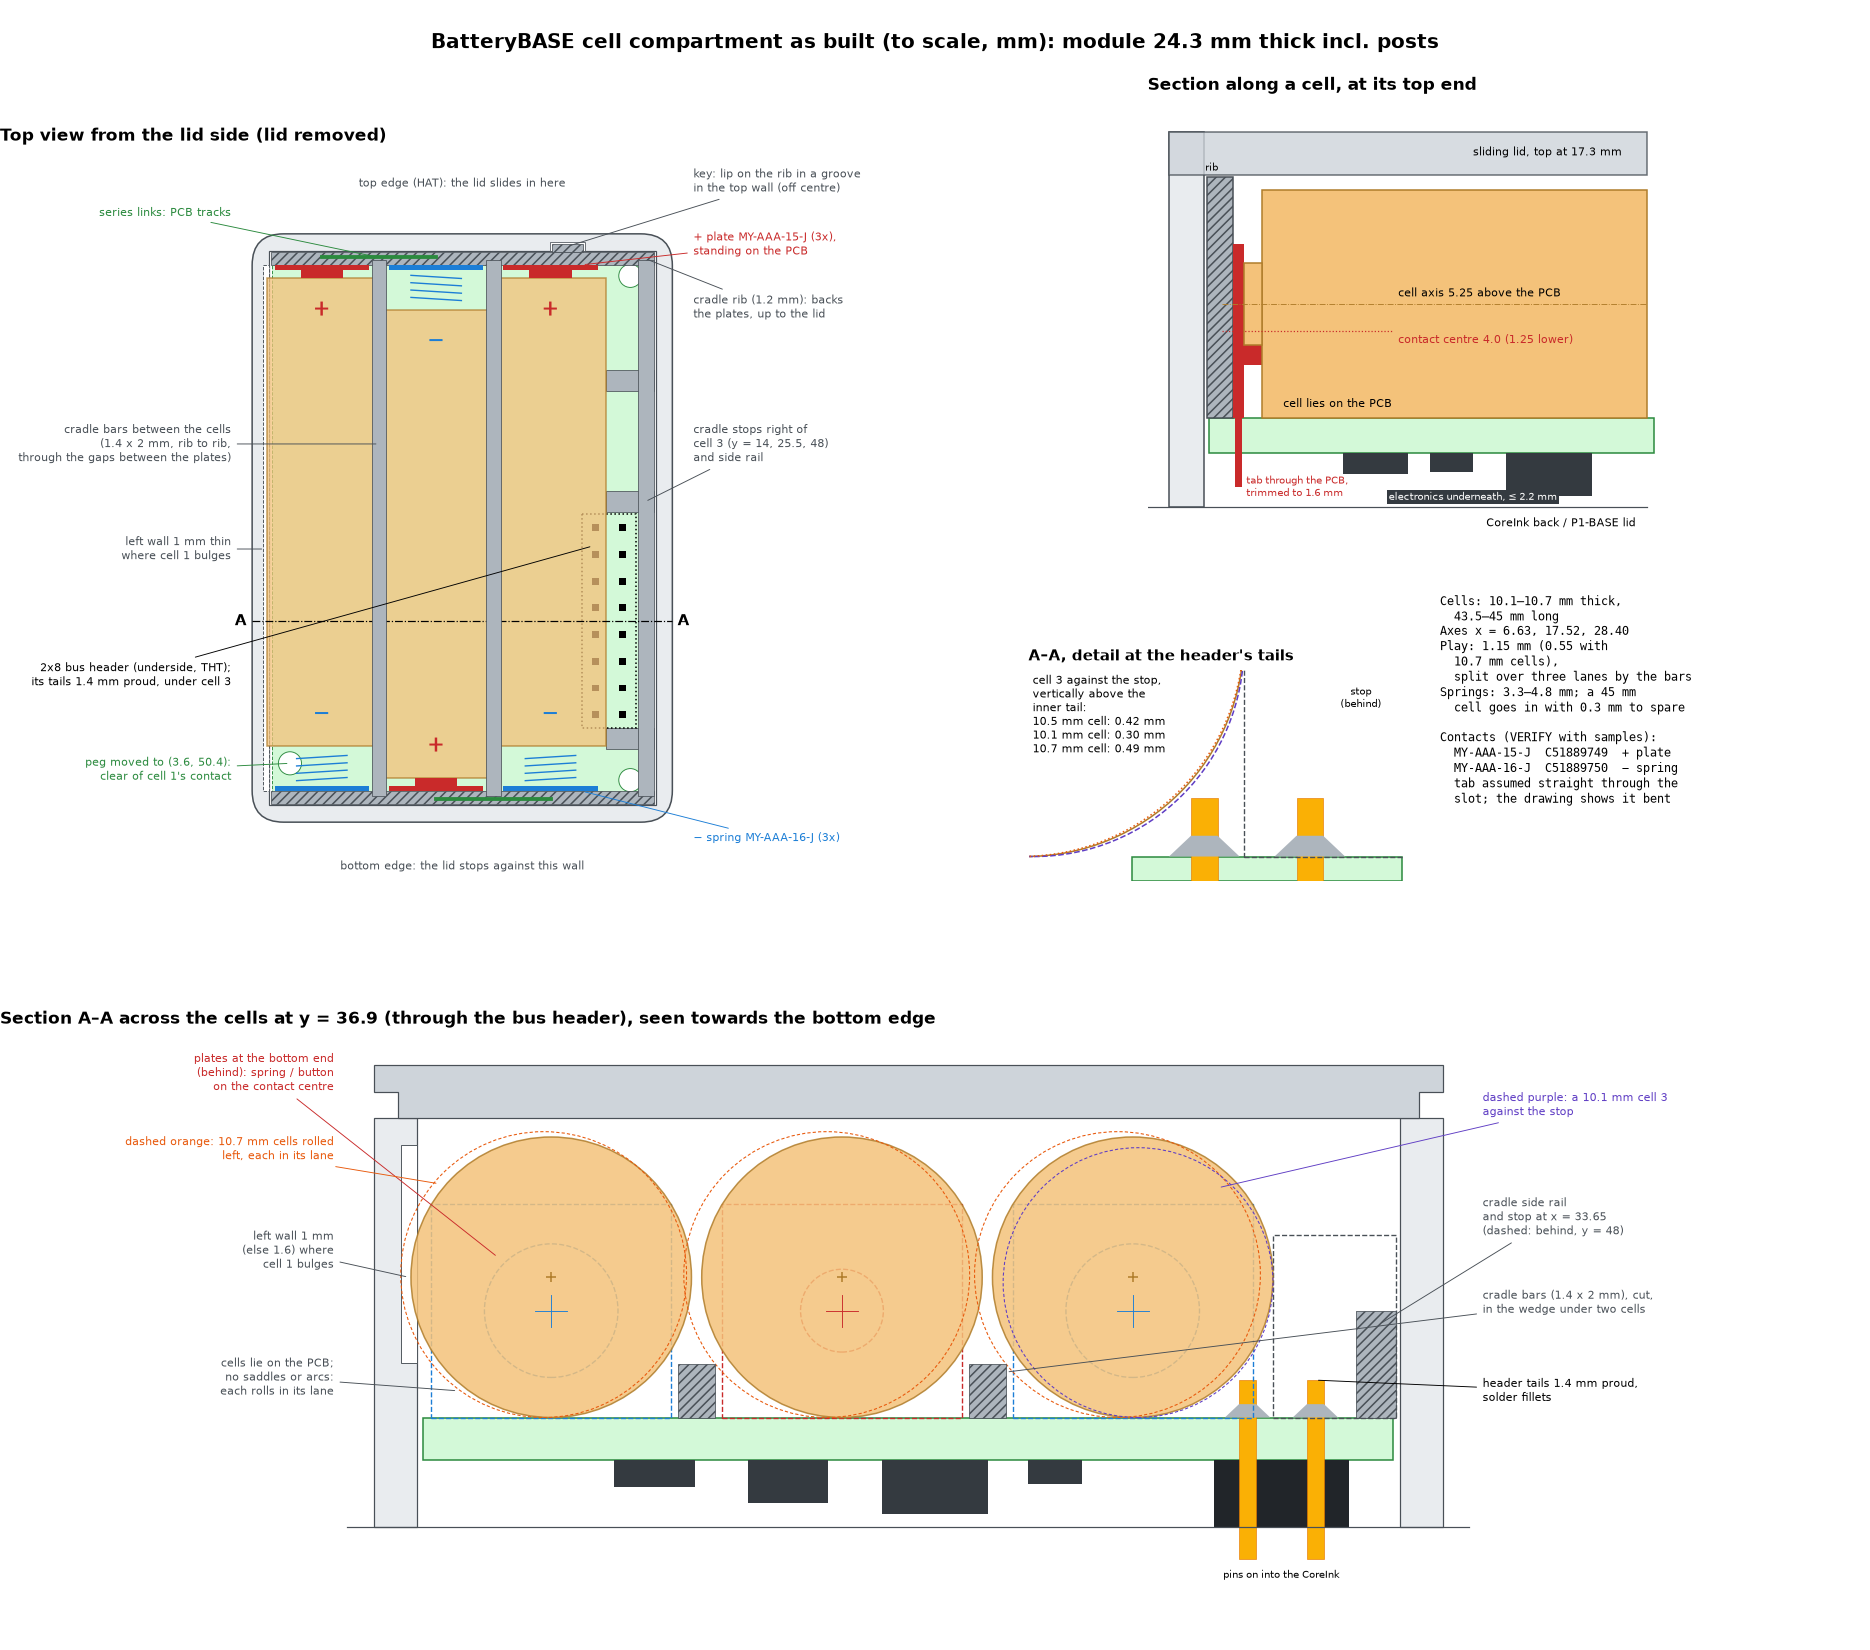 BatteryBASE cell compartment as built (to scale, mm): module 24.3 mm thick incl. posts
Top view from the lid side (lid removed)
top edge (HAT): the lid slides in here
key: lip on the rib in a groove
in the top wall (off centre)
series links: PCB tracks
+ plate MY-AAA-15-J (3x),
standing on the PCB
cradle rib (1.2 mm): backs
the plates, up to the lid
+
+
−
cradle bars between the cells
(1.4 x 2 mm, rib to rib,
through the gaps between the plates)
cradle stops right of
cell 3 (y = 14, 25.5, 48)
and side rail
left wall 1 mm thin
where cell 1 bulges
A
A
2x8 bus header (underside, THT);
its tails 1.4 mm proud, under cell 3
−
−
+
peg moved to (3.6, 50.4):
clear of cell 1's contact
− spring MY-AAA-16-J (3x)
bottom edge: the lid stops against this wall
Section along a cell, at its top end
sliding lid, top at 17.3 mm
rib
cell axis 5.25 above the PCB
contact centre 4.0 (1.25 lower)
cell lies on the PCB
tab through the PCB,
trimmed to 1.6 mm
electronics underneath, ≤ 2.2 mm
CoreInk back / P1-BASE lid
A–A, detail at the header's tails
cell 3 against the stop,
vertically above the
inner tail:
10.5 mm cell: 0.42 mm
10.1 mm cell: 0.30 mm
10.7 mm cell: 0.49 mm
stop
(behind)
Cells: 10.1–10.7 mm thick,
43.5–45 mm long
Axes x = 6.63, 17.52, 28.40
Play: 1.15 mm (0.55 with
10.7 mm cells),
split over three lanes by the bars
Springs: 3.3–4.8 mm; a 45 mm
cell goes in with 0.3 mm to spare
Contacts (VERIFY with samples):
MY-AAA-15-J C51889749 + plate
MY-AAA-16-J C51889750 − spring
tab assumed straight through the
slot; the drawing shows it bent
Section A–A across the cells at y = 36.9 (through the bus header), seen towards the bottom edge
plates at the bottom end
(behind): spring / button
on the contact centre
dashed orange: 10.7 mm cells rolled
left, each in its lane
left wall 1 mm
(else 1.6) where
cell 1 bulges
cells lie on the PCB;
no saddles or arcs:
each rolls in its lane
dashed purple: a 10.1 mm cell 3
against the stop
cradle side rail
and stop at x = 33.65
(dashed: behind, y = 48)
cradle bars (1.4 x 2 mm), cut,
in the wedge under two cells
header tails 1.4 mm proud,
solder fillets
pins on into the CoreInk